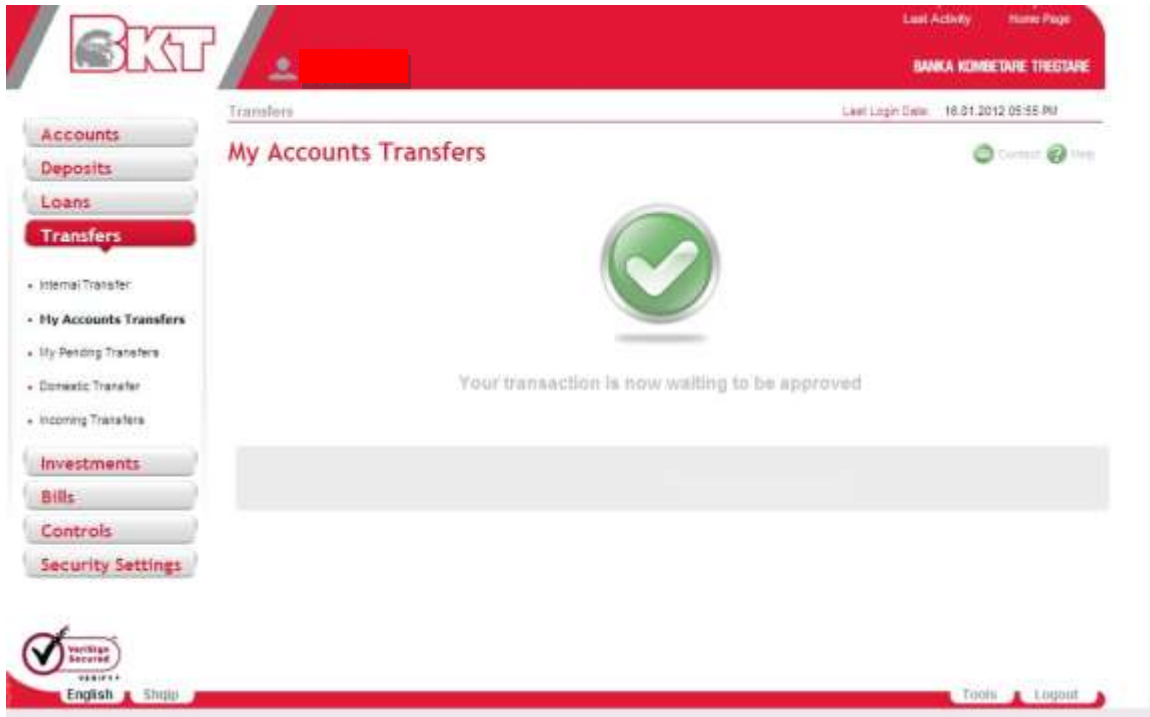 Last Activity Home Page
BKT
BANKA KOMBETARE TREGTARE
Transfers Last Login Date: 16.01.2012 05:55 PM
My Accounts Transfers
Contact Help
Accounts
Deposits
Loans
Transfers
Internal Transfer
My Accounts Transfers
My Pending Transfers
Domestic Transfer
Incoming Transfers
Your transaction is now waiting to be approved
Investments
Bills
Controls
Security Settings
VeriSign
Secured
VERIFY
English Shqip Tools Logout